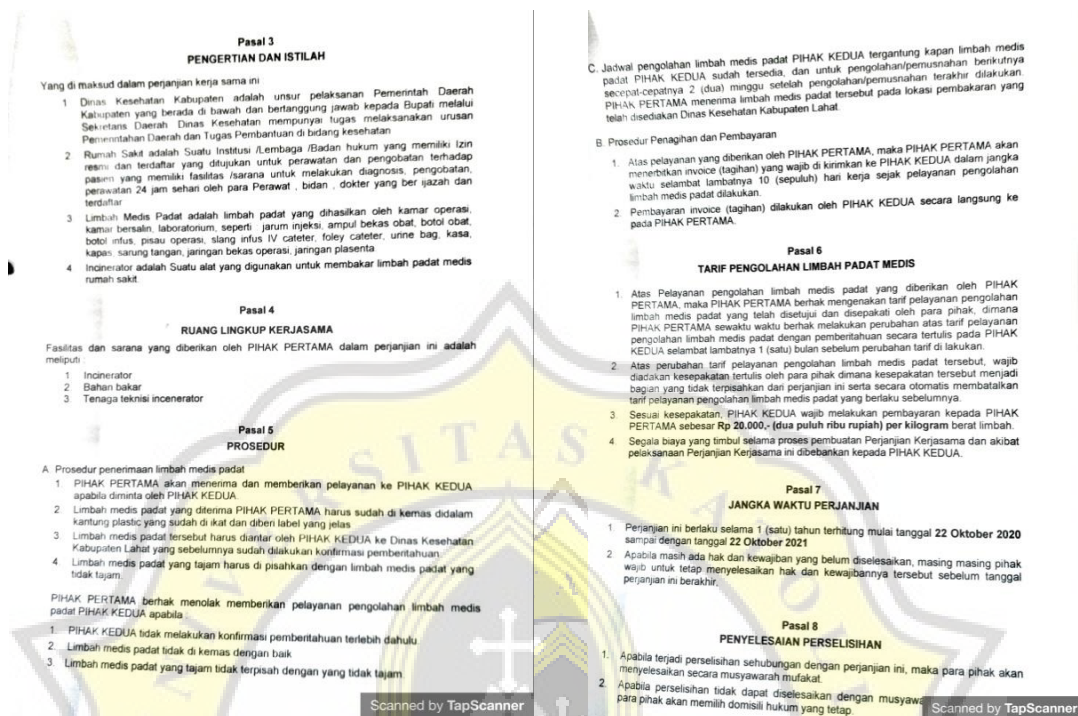 Pasal 3
PENGERTIAN DAN ISTILAH
Yang di maksud dalam perjanjian kerja sama ini
1 Dinas Kesehatan Kabupaten adalah unsur pelaksanan Pemerintah Daerah
Kabupaten yang berada di bawah dan bertanggung jawab kepada Bupati melalui
Sekretaris Daerah Dinas Kesehatan mempunyai tugas melaksanakan urusan
Pemerintahan Daerah dan Tugas Pembantuan di bidang kesehatan
2 Rumah Sakit adalah Suatu Institusi /Lembaga /Badan hukum yang memiliki Izin
resmi dan terdaftar yang ditujukan untuk perawatan dan pengobatan terhadap
pasien yang memiliki fasilitas /sarana untuk melakukan diagnosis, pengobatan,
perawatan 24 jam sehari oleh para Perawat , bidan , dokter yang ber ijazah dan
terdaftar
3 Limbah Medis Padat adalah limbah padat yang dihasilkan oleh kamar operasi,
kamar bersalin, laboratorium, seperti jarum injeksi, ampul bekas obat, botol obat,
botol infus, pisau operasi, slang infus IV cateter, foley cateter, urine bag, kasa,
kapas, sarung tangan, jaringan bekas operasi, jaringan plasenta
4 Incinerator adalah Suatu alat yang digunakan untuk membakar limbah padat medis
rumah sakit
Pasal 4
RUANG LINGKUP KERJASAMA
Fasilitas dan sarana yang diberikan oleh PIHAK PERTAMA dalam perjanjian ini adalah
meliputi :
1 Incinerator
2 Bahan bakar
3 Tenaga teknisi incenerator
Pasal 5
PROSEDUR
A. Prosedur penerimaan limbah medis padat
1. PIHAK PERTAMA akan menerima dan memberikan pelayanan ke PIHAK KEDUA
apabila diminta oleh PIHAK KEDUA.
2. Limbah medis padat yang diterima PIHAK PERTAMA harus sudah di kemas didalam
kantung plastic yang sudah di ikat dan diberi label yang jelas
3. Limbah medis padat tersebut harus diantar oleh PIHAK KEDUA ke Dinas Kesehatan
Kabupaten Lahat yang sebelumnya sudah dilakukan konfirmasi pemberitahuan.
4 Limbah medis padat yang tajam harus di pisahkan dengan limbah medis padat yang
tidak tajam.
PIHAK PERTAMA berhak menolak memberikan pelayanan pengolahan limbah medis
padat PIHAK KEDUA apabila :
1. PIHAK KEDUA tidak melakukan konfirmasi pemberitahuan terlebih dahulu.
2. Limbah medis padat tidak di kemas dengan baik
3. Limbah medis padat yang tajam tidak terpisah dengan yang tidak tajam
Scanned by TapScanner
C. Jadwal pengolahan limbah medis padat PIHAK KEDUA tergantung kapan limbah medis
padat PIHAK KEDUA sudah tersedia, dan untuk pengolahan/pemusnahan berikutnya
secepat-cepatnya 2 (dua) minggu setelah pengolahan/pemusnahan terakhir dilakukan.
PIHAK PERTAMA menerima limbah medis padat tersebut pada lokasi pembakaran yang
telah disediakan Dinas Kesehatan Kabupaten Lahat.
B. Prosedur Penagihan dan Pembayaran
1. Atas pelayanan yang diberikan oleh PIHAK PERTAMA, maka PIHAK PERTAMA akan
menerbitkan invoice (tagihan) yang wajib di kirimkan ke PIHAK KEDUA dalam jangka
waktu selambat lambatnya 10 (sepuluh) hari kerja sejak pelayanan pengolahan
limbah medis padat dilakukan.
2. Pembayaran invoice (tagihan) dilakukan oleh PIHAK KEDUA secara langsung ke
pada PIHAK PERTAMA.
Pasal 6
TARIF PENGOLAHAN LIMBAH PADAT MEDIS
1. Atas Pelayanan pengolahan limbah medis padat yang diberikan oleh PIHAK
PERTAMA, maka PIHAK PERTAMA berhak mengenakan tarif pelayanan pengolahan
limbah medis padat yang telah disetujui dan disepakati oleh para pihak, dimana
PIHAK PERTAMA sewaktu waktu berhak melakukan perubahan atas tarif pelayanan
pengolahan limbah medis padat dengan pemberitahuan secara tertulis pada PIHAK
KEDUA selambat lambatnya 1 (satu) bulan sebelum perubahan tarif di lakukan.
2. Atas perubahan tarif pelayanan pengolahan limbah medis padat tersebut, wajib
diadakan kesepakatan tertulis oleh para pihak dimana kesepakatan tersebut menjadi
bagian yang tidak terpisahkan dari perjanjian ini serta secara otomatis membatalkan
tarif pelayanan pengolahan limbah medis padat yang berlaku sebelumnya.
3. Sesuai kesepakatan, PIHAK KEDUA wajib melakukan pembayaran kepada PIHAK
PERTAMA sebesar Rp 20.000,- (dua puluh ribu rupiah) per kilogram berat limbah.
4. Segala biaya yang timbul selama proses pembuatan Perjanjian Kerjasama dan akibat
pelaksanaan Perjanjian Kerjasama ini dibebankan kepada PIHAK KEDUA.
Pasal 7
JANGKA WAKTU PERJANJIAN
1. Perjanjian ini berlaku selama 1 (satu) tahun terhitung mulai tanggal 22 Oktober 2020
sampai dengan tanggal 22 Oktober 2021
2. Apabila masih ada hak dan kewajiban yang belum diselesaikan, masing masing pihak
wajib untuk tetap menyelesaikan hak dan kewajibannya tersebut sebelum tanggal
perjanjian ini berakhir.
Pasal 8
PENYELESAIAN PERSELISIHAN
1. Apabila terjadi perselisihan sehubungan dengan perjanjian ini, maka para pihak akan
menyelesaikan secara musyawarah mufakat.
2. Apabila perselisihan tidak dapat diselesaikan dengan musyaw
para pihak akan memilih domisili hukum yang tetap.
Scanned by TapScanner